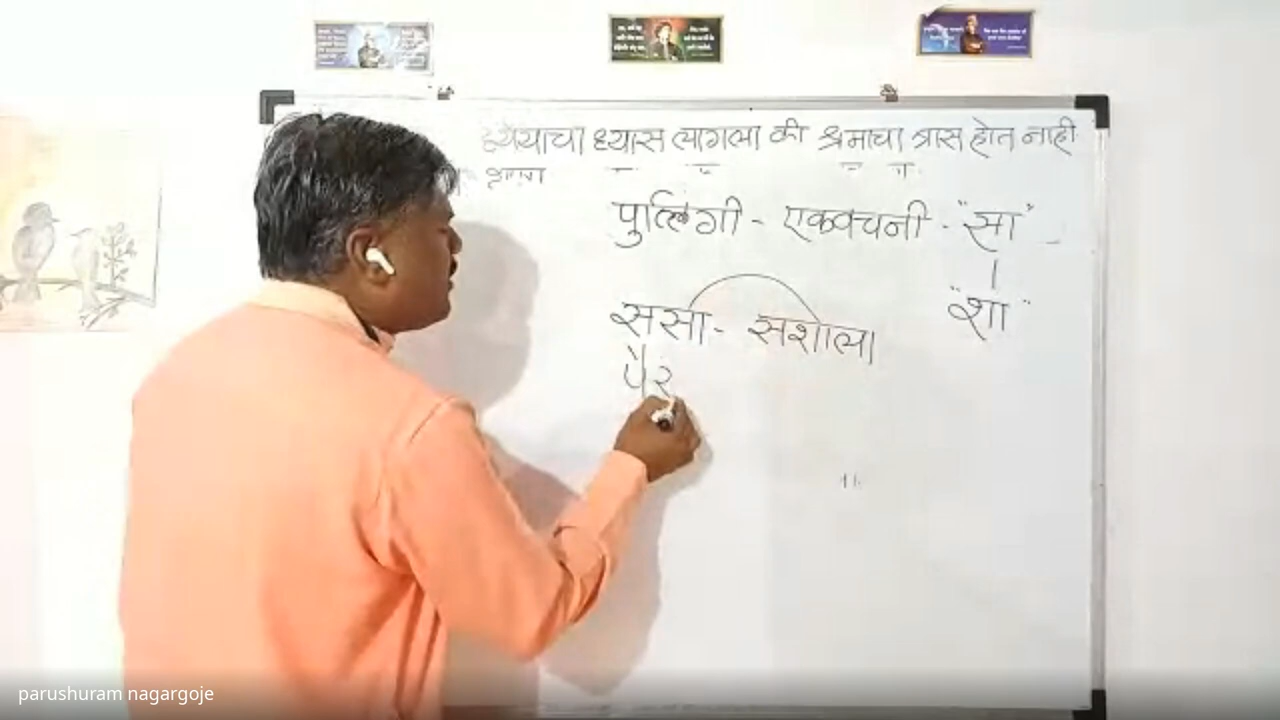 ध्येयाचा ध्यास लागला की श्रमाचा त्रास होत नाही
पुल्लिंगी - एकवचनी - "सा"
"शा"
ससा - सशाला
पैर
parushuram nagargoje